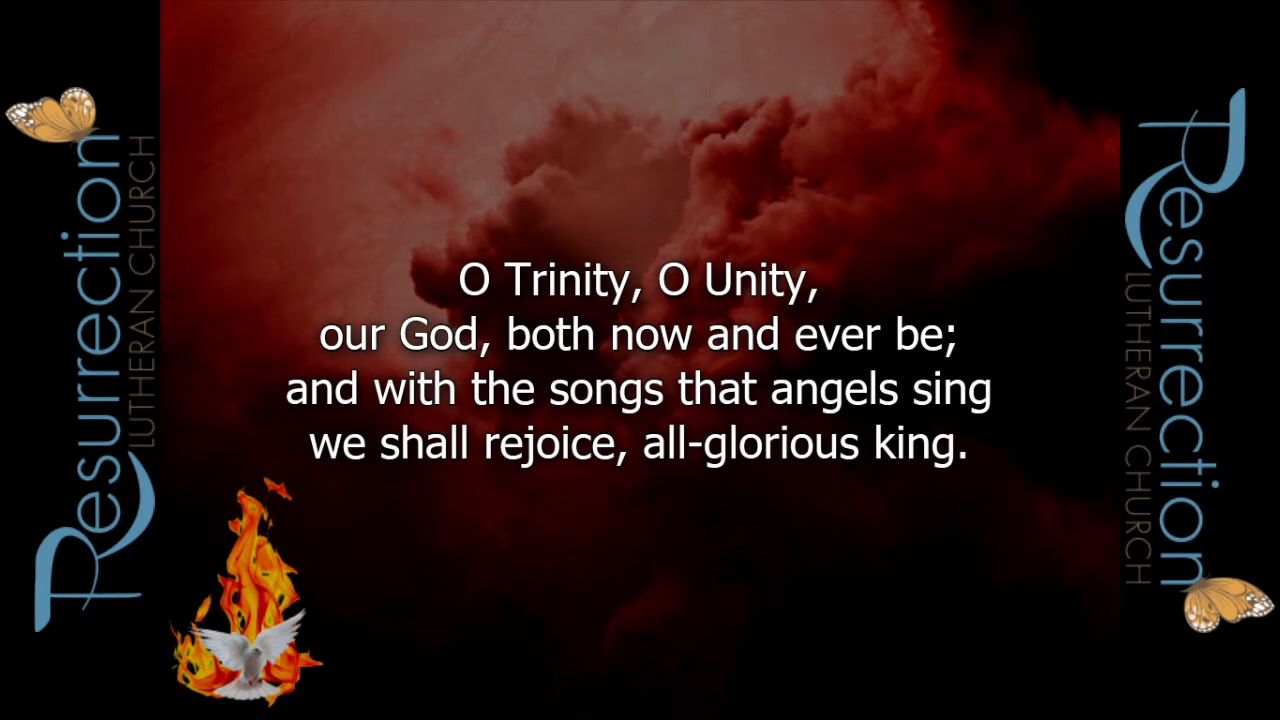 Resurrection
LUTHERAN CHURCH
O Trinity, O Unity,
our God, both now and ever be;
and with the songs that angels sing
we shall rejoice, all-glorious king.
Resurrection
LUTHERAN CHURCH